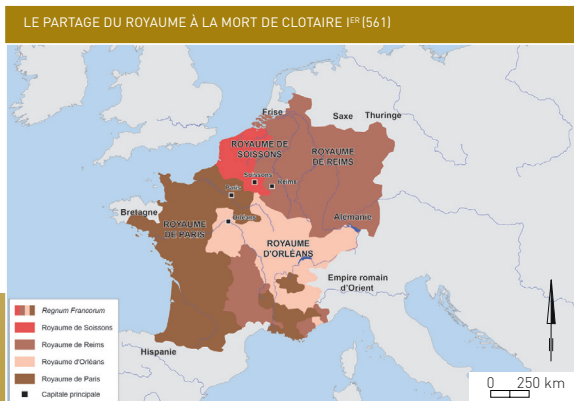 LE PARTAGE DU ROYAUME À LA MORT DE CLOTAIRE IER (561)
Frise
Saxe
Thuringe
ROYAUME DE
SOISSONS
ROYAUME
DE REIMS
Soissons
Reims
Paris
Bretagne
ROYAUME
DE PARIS
Orléans
Alemanie
ROYAUME
D'ORLÉANS
Empire romain
d'Orient
Hispanie
Regnum Francorum
Royaume de Soissons
Royaume de Reims
Royaume d'Orléans
Royaume de Paris
Capitale principale
N
0 250 km